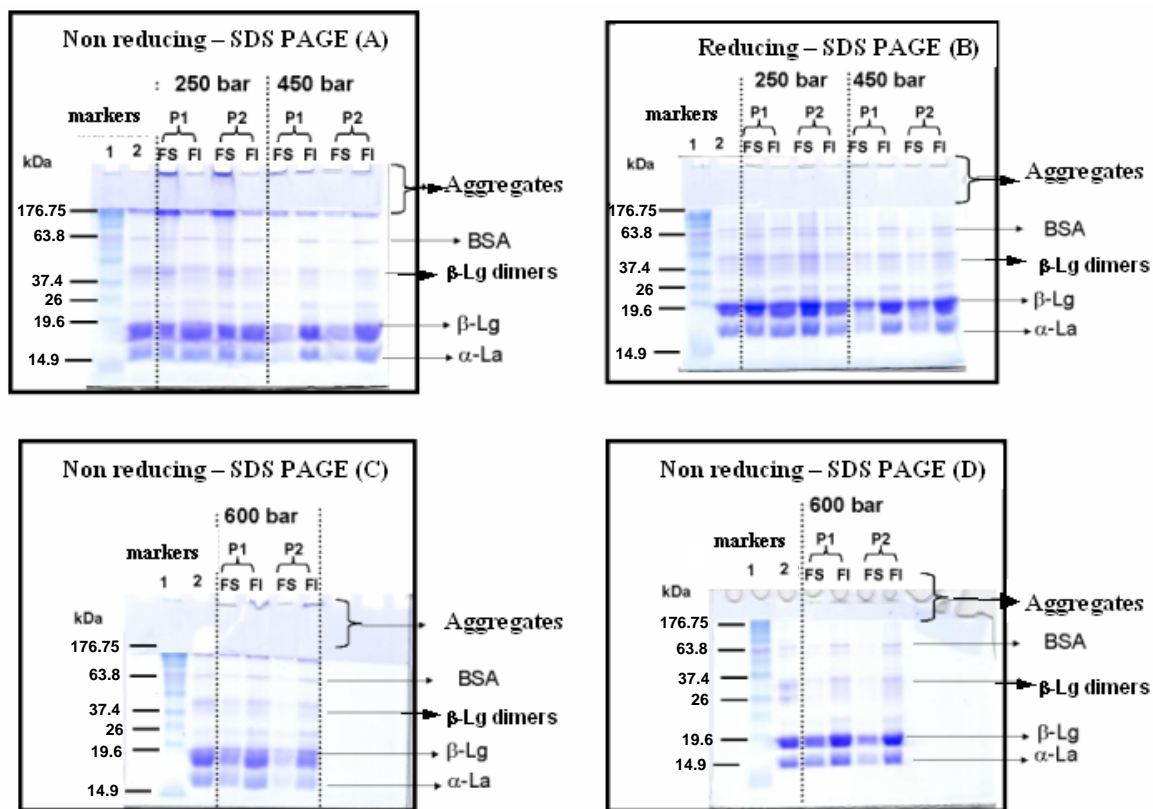 Non reducing – SDS PAGE (A)
250 bar 450 bar
markers P1 P2 P1 P2
1 2 FS FI FS FI FS FI FS FI
kDa
Aggregates
176.75
63.8
BSA
β-Lg dimers
37.4
26
19.6
β-Lg
α-La
14.9
Reducing – SDS PAGE (B)
250 bar 450 bar
markers P1 P2 P1 P2
1 2 FS FI FS FI FS FI FS FI
kDa
Aggregates
176.75
BSA
63.8
β-Lg dimers
37.4
26
β-Lg
19.6
α-La
14.9
Non reducing – SDS PAGE (C)
600 bar
markers P1 P2
1 2 FS FI FS FI
kDa
Aggregates
176.75
63.8
BSA
37.4
β-Lg dimers
26
19.6
β-Lg
α-La
14.9
Non reducing – SDS PAGE (D)
600 bar
markers P1 P2
1 2 FS FI FS FI
kDa
Aggregates
176.75
BSA
63.8
37.4
β-Lg dimers
26
19.6
β-Lg
α-La
14.9